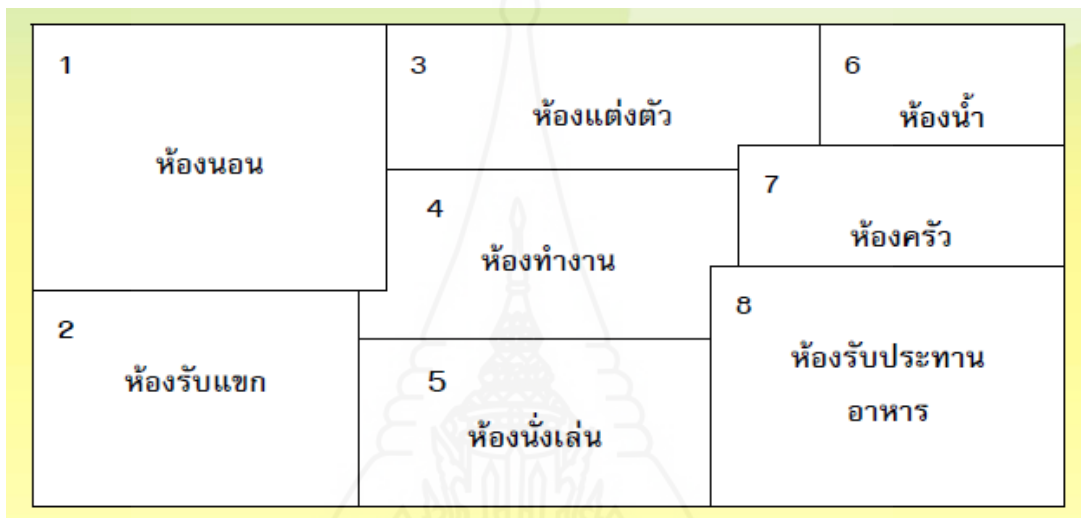 1
ห้องนอน
2
ห้องรับแขก
3
ห้องแต่งตัว
4
ห้องทำงาน
5
ห้องนั่งเล่น
6
ห้องน้ำ
7
ห้องครัว
8
ห้องรับประทาน
อาหาร